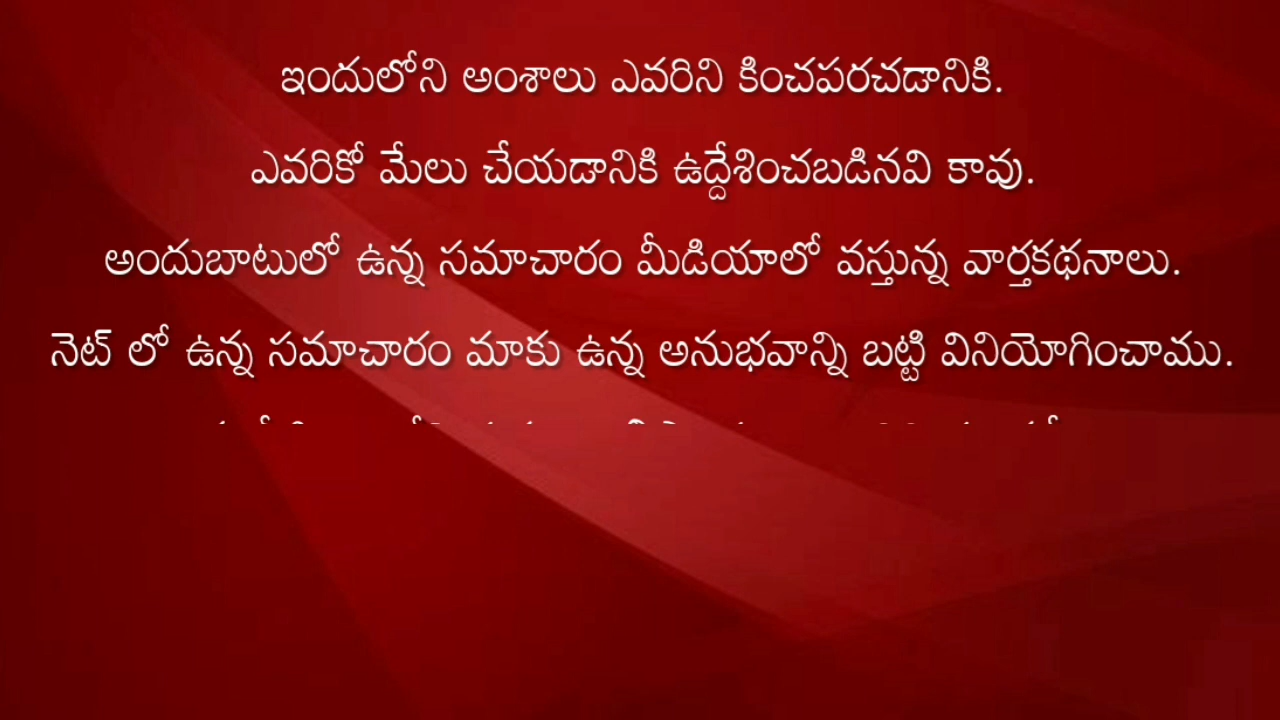 ఇందులోని అంశాలు ఎవరిని కించపరచడానికి.
ఎవరికో మేలు చేయడానికి ఉద్దేశించబడినవి కావు.
అందుబాటులో ఉన్న సమాచారం మీడియాలో వస్తున్న వార్తకథనాలు.
నెట్ లో ఉన్న సమాచారం మాకు ఉన్న అనుభవాన్ని బట్టి వినియోగించాము.